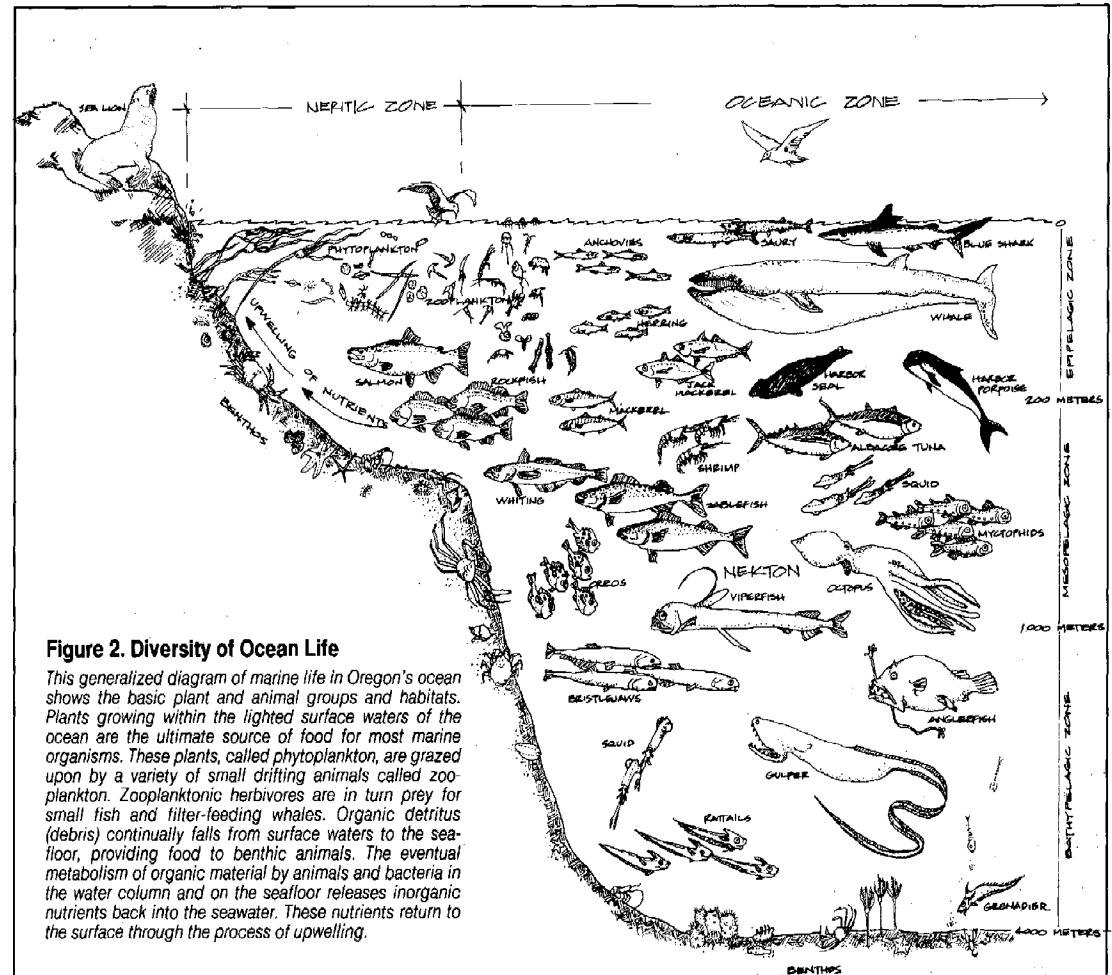 SEA LION
NERITIC ZONE
OCEANIC ZONE
0
PHYTOPLANKTON
ANCHOVIES
SAURY
BLUE SHARK
ZOOPLANKTON
HERRING
WHALE
EPIPELAGIC ZONE
UPWELLING OF NUTRIENTS
SALMON
ROCKFISH
JACK
MACKEREL
HARBOR
SEAL
HARBOR
PORPOISE
200 METERS
MACKEREL
BENTHOS
ALBACORE TUNA
SHRIMP
SQUID
WHITING
SABLEFISH
MYCTOPHIDS
MESOPELAGIC ZONE
NEKTON
OCTOPUS
VIPERFISH
1,000 METERS
Figure 2. Diversity of Ocean Life
This generalized diagram of marine life in Oregon's ocean
shows the basic plant and animal groups and habitats.
Plants growing within the lighted surface waters of the
ocean are the ultimate source of food for most marine
organisms. These plants, called phytoplankton, are grazed
upon by a variety of small drifting animals called zoo-
plankton. Zooplanktonic herbivores are in turn prey for
small fish and filter-feeding whales. Organic detritus
(debris) continually falls from surface waters to the sea-
floor, providing food to benthic animals. The eventual
metabolism of organic material by animals and bacteria in
the water column and on the seafloor releases inorganic
nutrients back into the seawater. These nutrients return to
the surface through the process of upwelling.
BRISTLEJAWS
ANGLERFISH
SQUID
GULPER
BATHYPELAGIC ZONE
RATTAILS
GRENADIER
4,000 METERS
BENTHOS